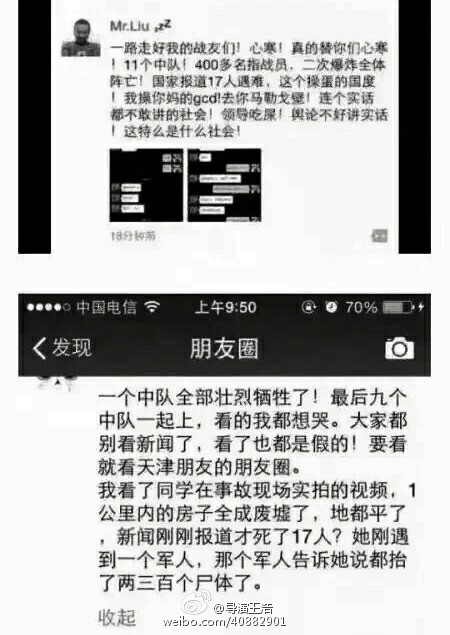 Mr.Liu
一路走好我的战友们！心寒！真的替你们心寒
！11个中队！400多名指战员，二次爆炸全体
阵亡！国家报道17人遇难，这个操蛋的国度
！我操你妈的gcd!去你马勒戈壁！连个实话
都不敢讲的社会！领导吃屎！舆论不好讲实话
！这特么是什么社会！
18分钟前
中国电信
上午9:50
70%
发现
朋友圈
一个中队全部壮烈牺牲了！最后九个
中队一起上，看的我都想哭。大家都
别看新闻了，看了也都是假的！要看
就看天津朋友的朋友圈。
我看了同学在事故现场实拍的视频，1
公里内的房子全成废墟了，地都平了
，新闻刚刚报道才死了17人？她刚遇
到一个军人，那个军人告诉她说都抬
了两三百个尸体了。
收起
@导演王浩
weibo.com/40882901